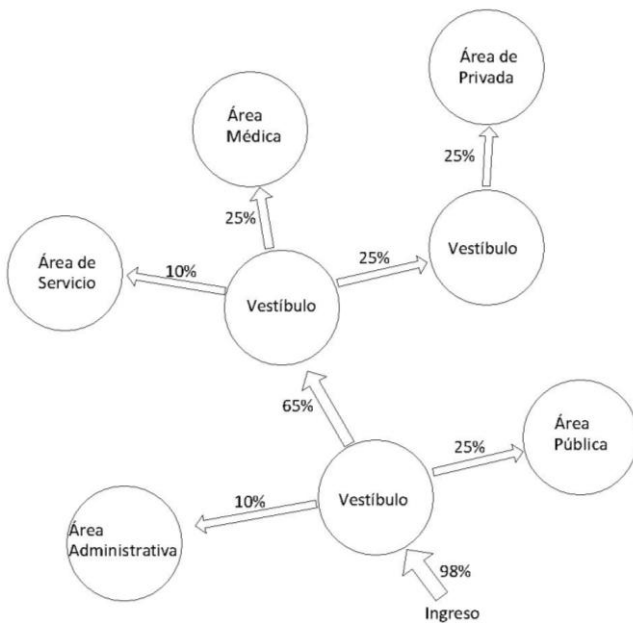 Área de
Privada
Área
Médica
25%
25%
Área de
Servicio
10%
25%
Vestíbulo
Vestíbulo
65%
Área
Pública
25%
10%
Vestíbulo
Área
Administrativa
98%
Ingreso